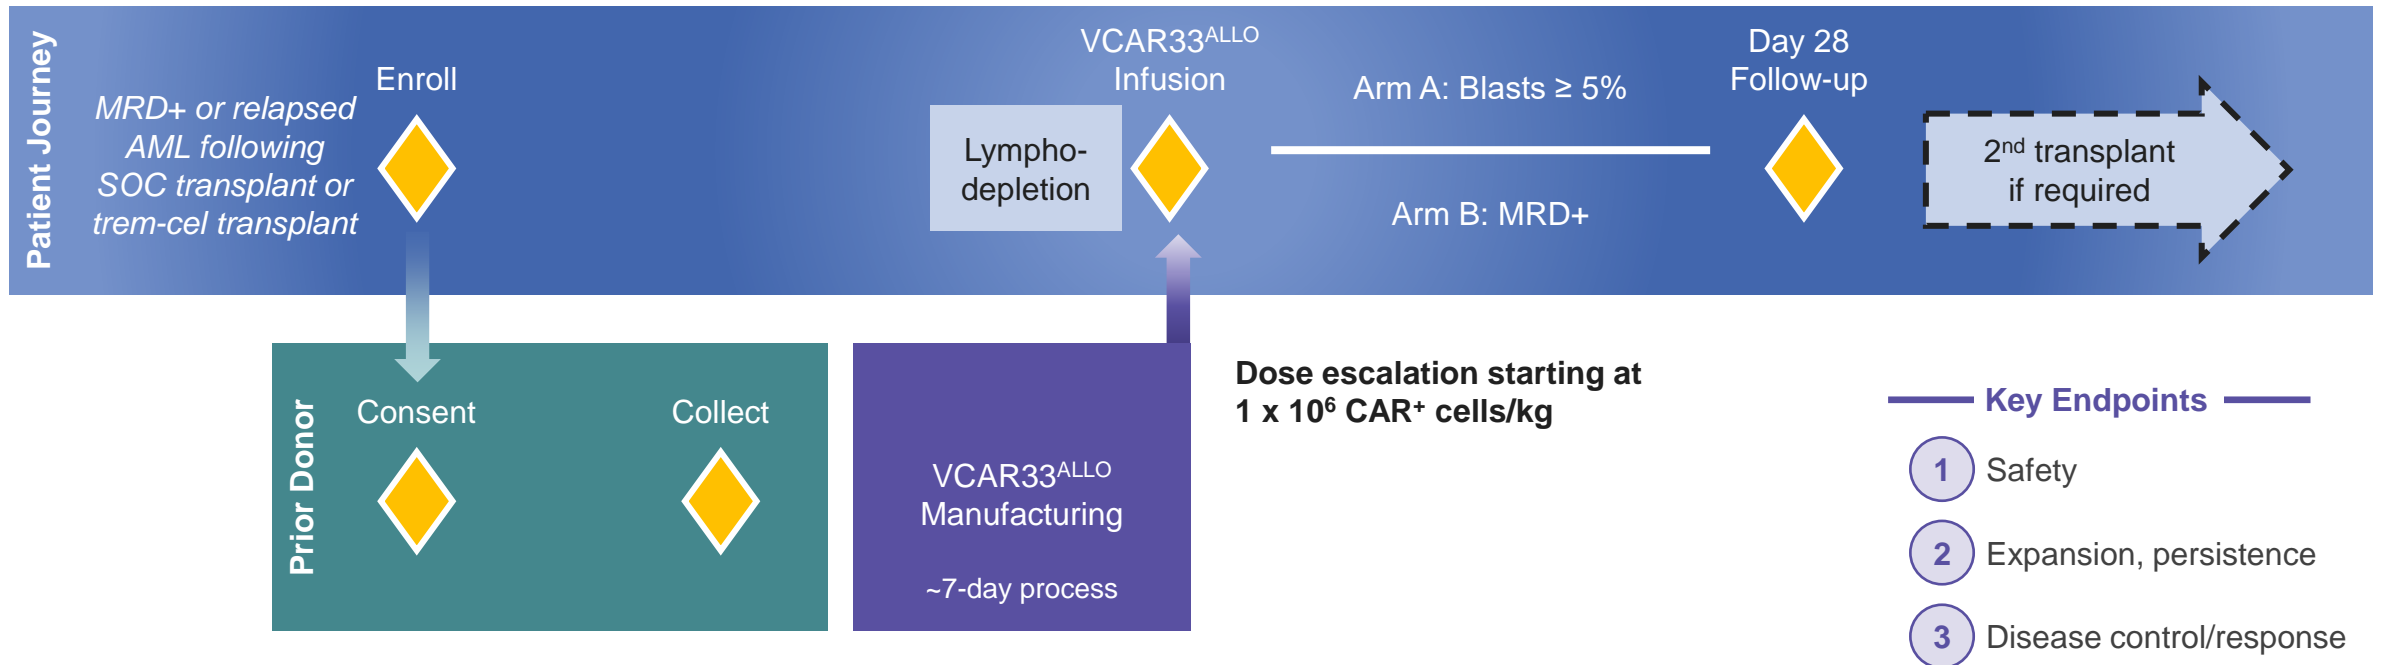 Patient Journey
MRD+ or relapsed
AML following
SOC transplant or
trem-cel transplant
Enroll
Lympho-
depletion
VCAR33ALLO
Infusion
Arm A: Blasts ≥ 5%
Arm B: MRD+
Day 28
Follow-up
2nd transplant
if required
Prior Donor
Consent
Collect
VCAR33ALLO
Manufacturing
~7-day process
Dose escalation starting at
1 x 10⁶ CAR⁺ cells/kg
Key Endpoints
1 Safety
2 Expansion, persistence
3 Disease control/response